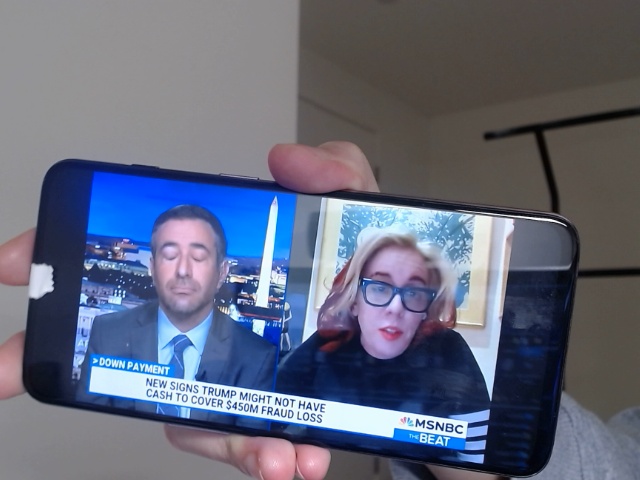 > DOWN PAYMENT
NEW SIGNS TRUMP MIGHT NOT HAVE
CASH TO COVER $450M FRAUD LOSS
MSNBC
THE BEAT